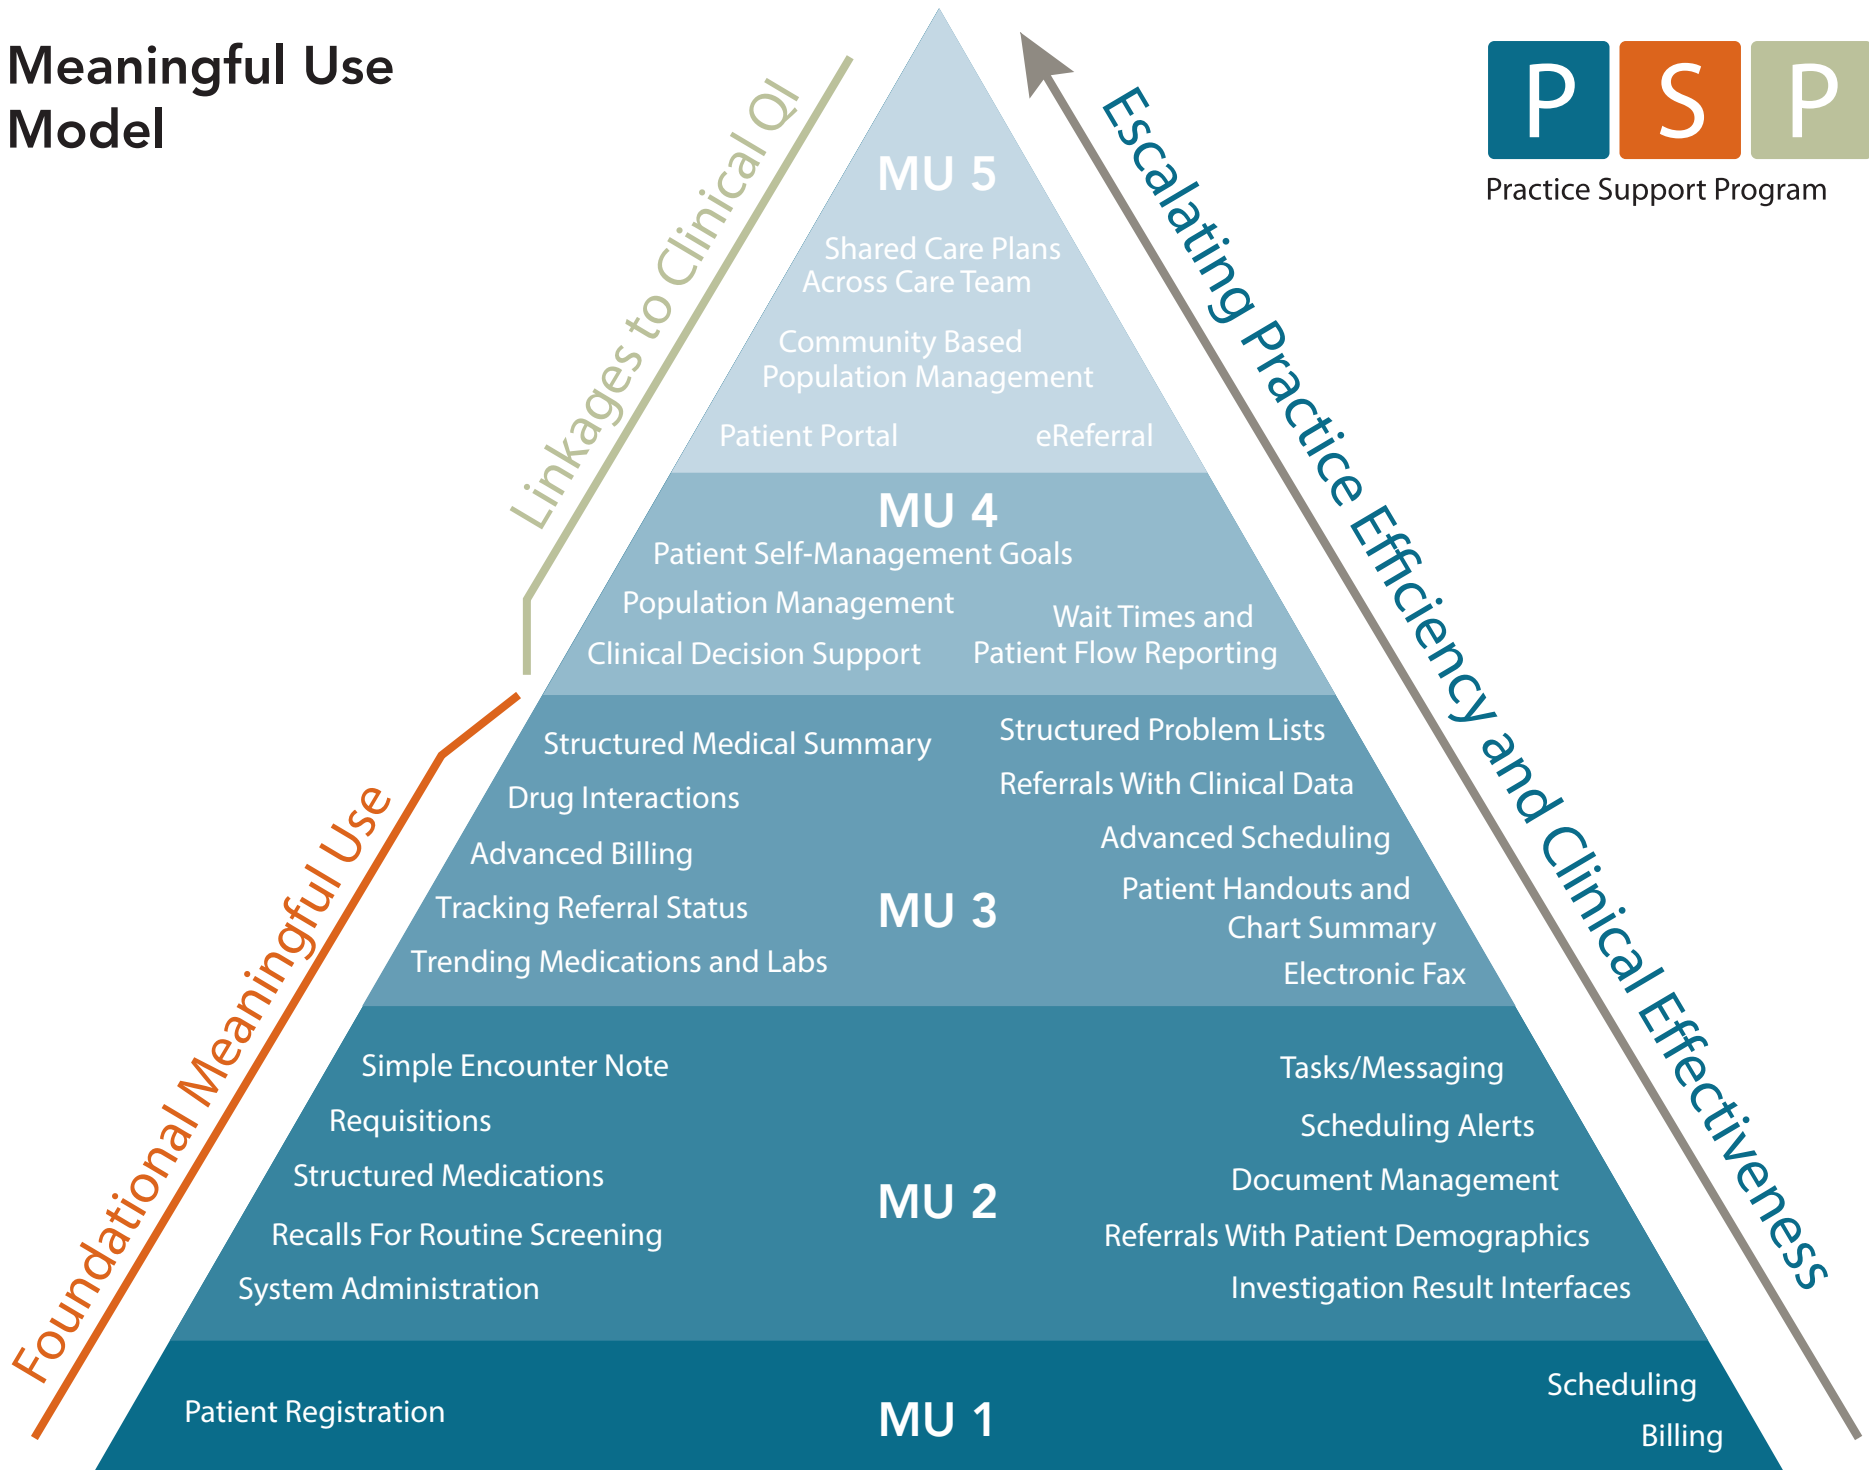 Meaningful Use
Model
P S P
Practice Support Program
Linkages to Clinical QI
Foundational Meaningful Use
Escalating Practice Efficiency and Clinical Effectiveness
MU 5
Shared Care Plans
Across Care Team
Community Based
Population Management
Patient Portal
eReferral
MU 4
Patient Self-Management Goals
Population Management
Clinical Decision Support
Wait Times and
Patient Flow Reporting
MU 3
Structured Medical Summary
Drug Interactions
Advanced Billing
Tracking Referral Status
Trending Medications and Labs
Structured Problem Lists
Referrals With Clinical Data
Advanced Scheduling
Patient Handouts and
Chart Summary
Electronic Fax
MU 2
Simple Encounter Note
Requisitions
Structured Medications
Recalls For Routine Screening
System Administration
Tasks/Messaging
Scheduling Alerts
Document Management
Referrals With Patient Demographics
Investigation Result Interfaces
MU 1
Patient Registration
Scheduling
Billing